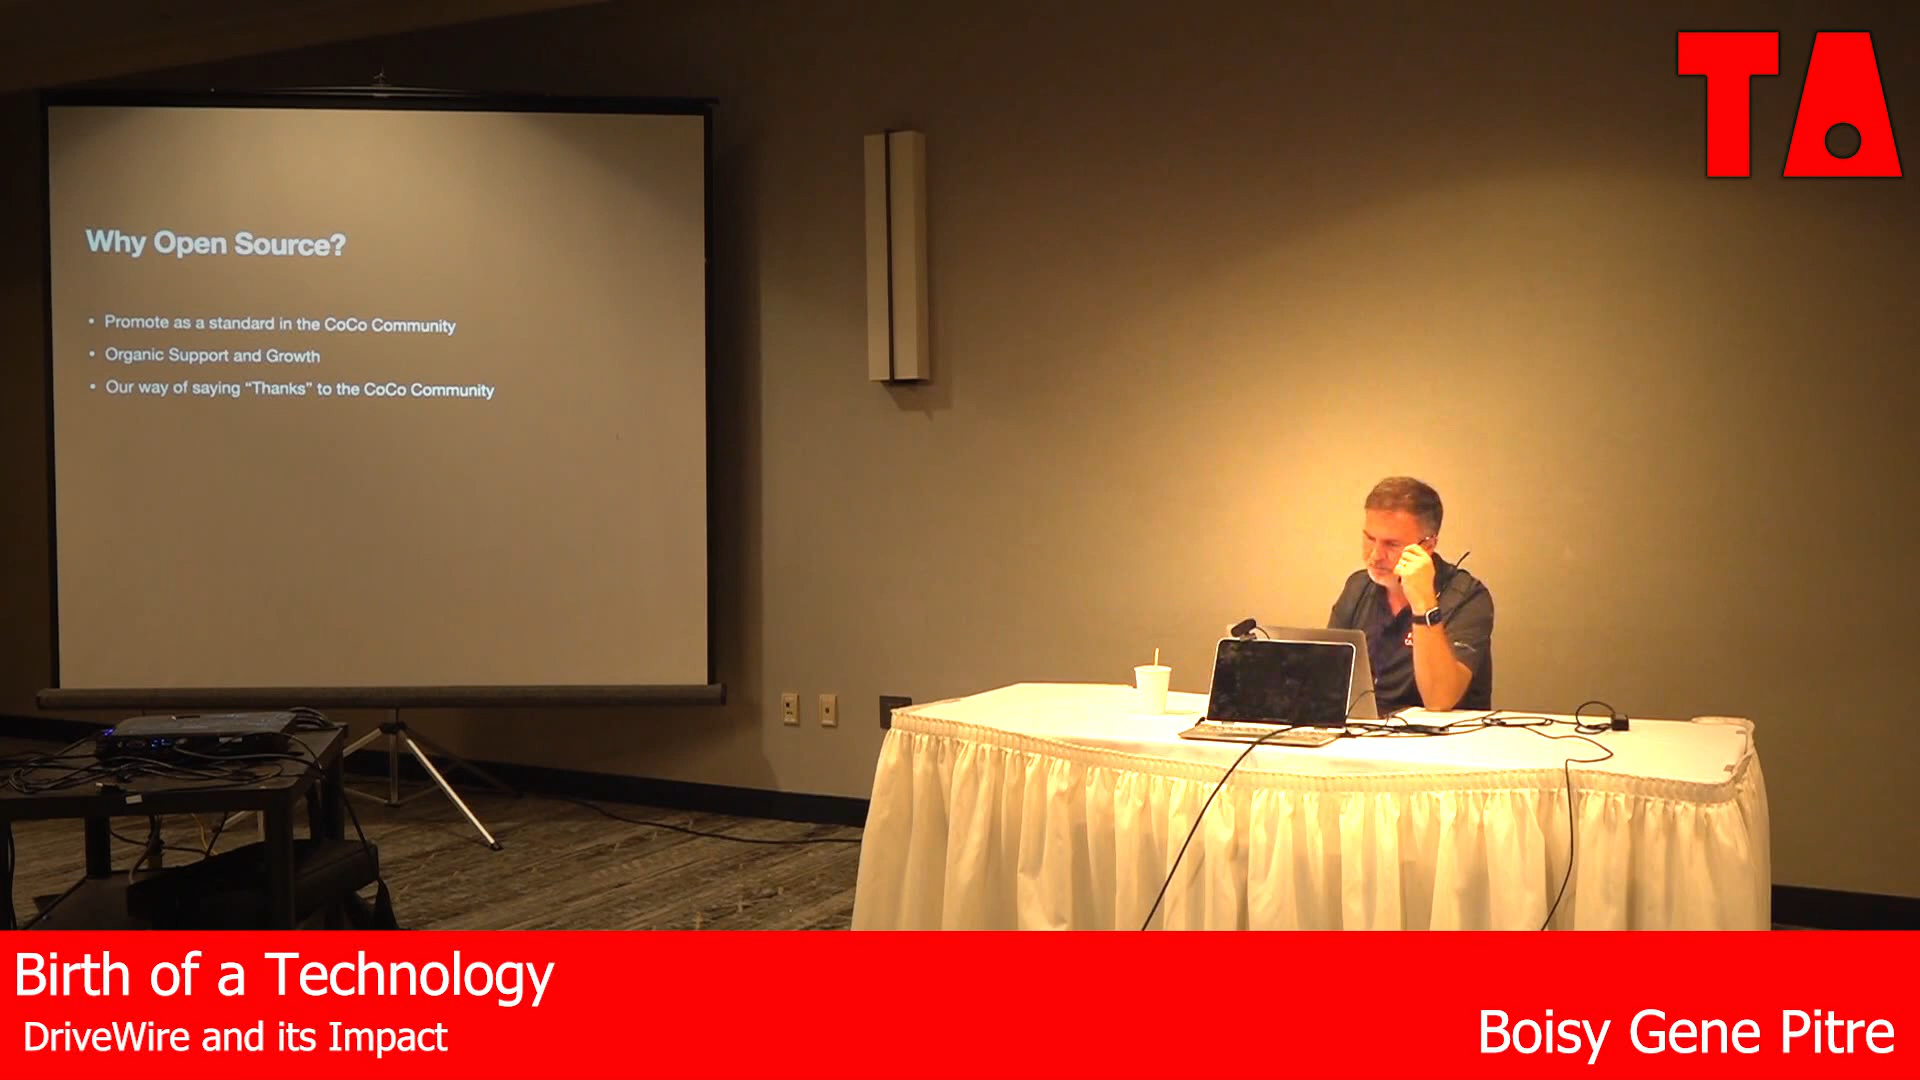 TA
Why Open Source?
• Promote as a standard in the CoCo Community
• Organic Support and Growth
• Our way of saying “Thanks” to the CoCo Community
Birth of a Technology
DriveWire and its Impact
Boisy Gene Pitre